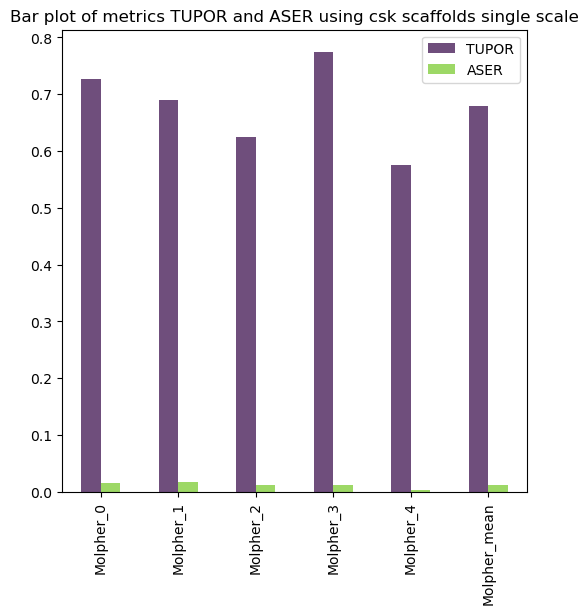 Bar plot of metrics TUPOR and ASER using csk scaffolds single scale
TUPOR
ASER
0.8
0.7
0.6
0.5
0.4
0.3
0.2
0.1
0.0
Molpher_0
Molpher_1
Molpher_2
Molpher_3
Molpher_4
Molpher_mean